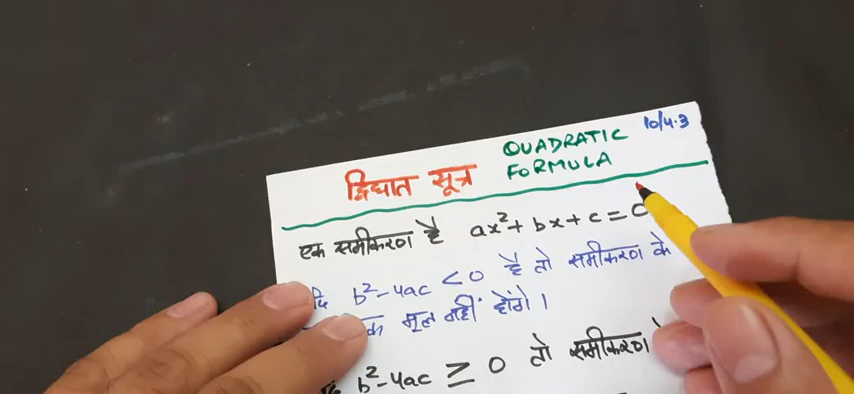 10/4.3
द्विघात सूत्र QUADRATIC
FORMULA
एक समीकरण है ax²+bx+c=0
b²-4ac <0 है तो समीकरण के
मूल नहीं होंगे।
b²-4ac ≥ 0 तो समीकरण